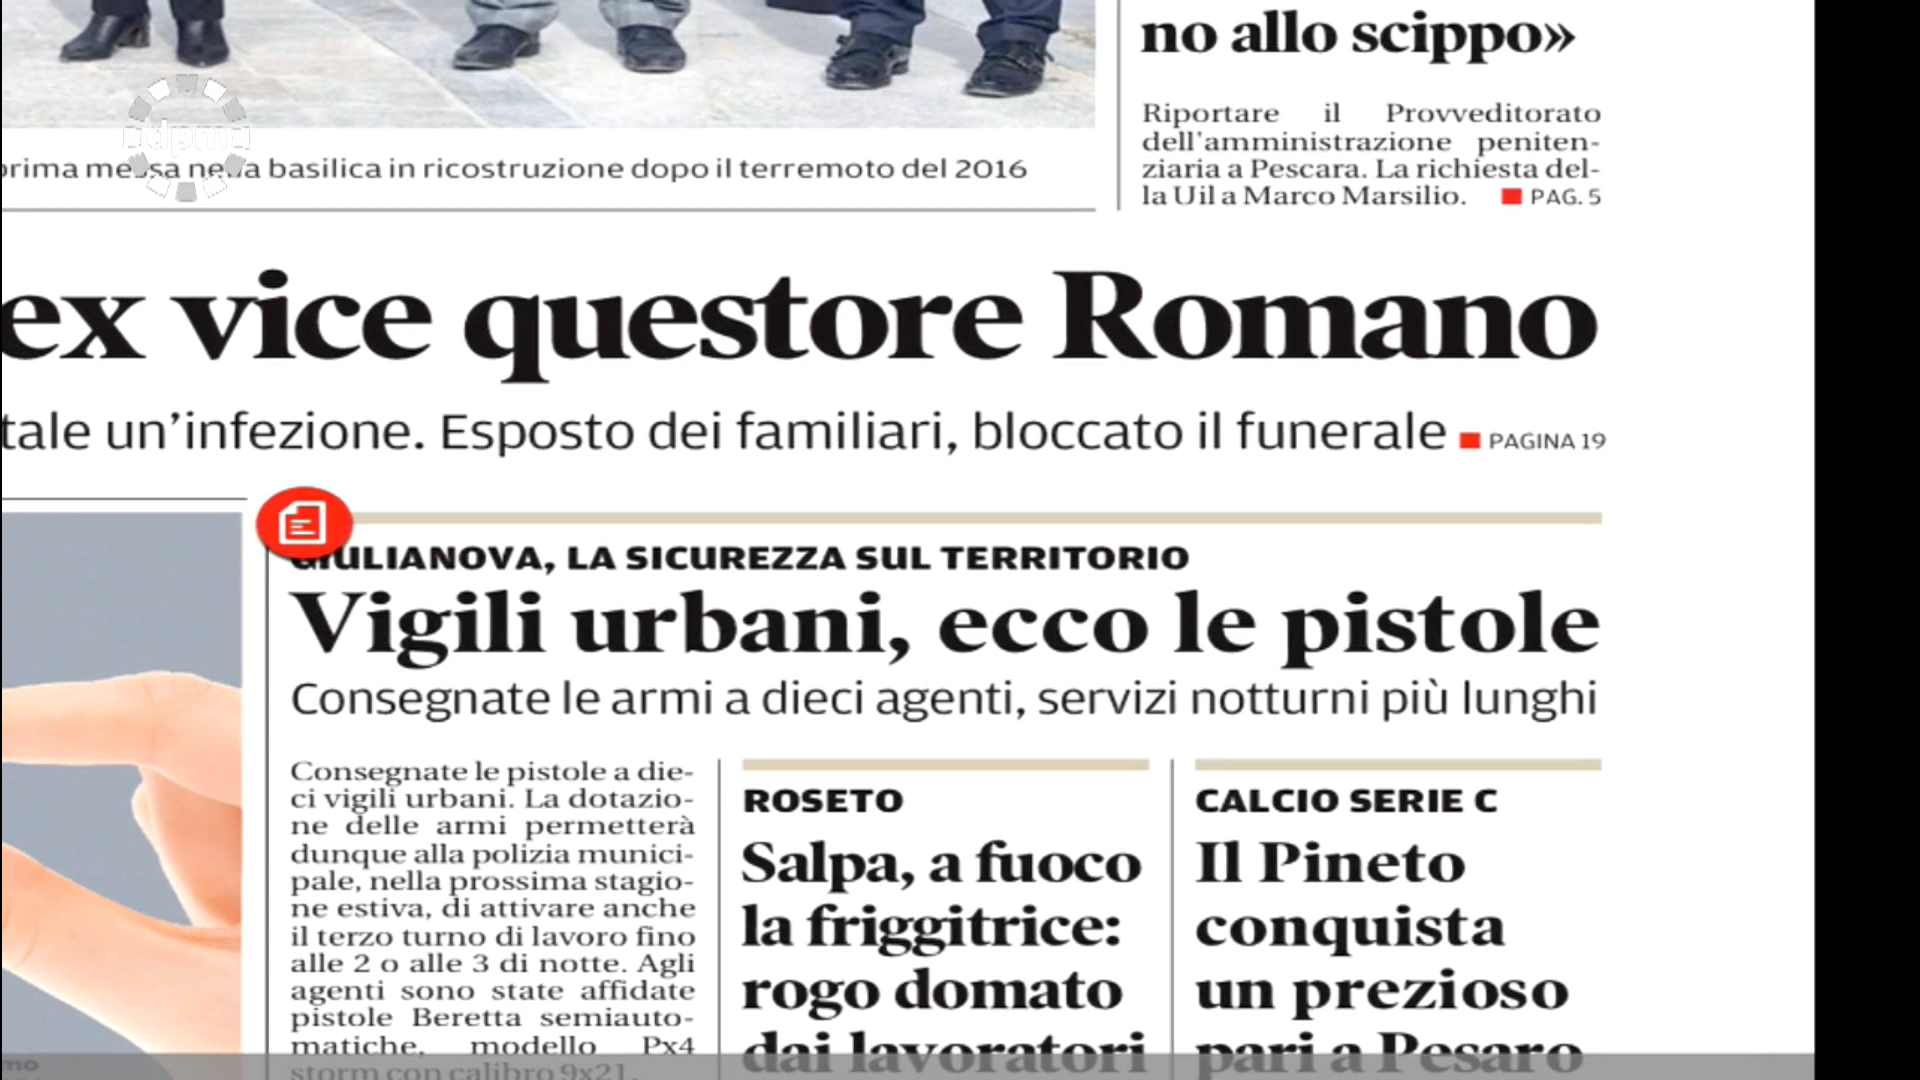 no allo scippo»
Riportare il Provveditorato
dell'amministrazione peniten-
ziaria a Pescara. La richiesta del-
la Uil a Marco Marsilio. PAG. 5
dpm
prima messa nella basilica in ricostruzione dopo il terremoto del 2016
ex vice questore Romano
tale un'infezione. Esposto dei familiari, bloccato il funerale PAGINA 19
GIULIANOVA, LA SICUREZZA SUL TERRITORIO
Vigili urbani, ecco le pistole
Consegnate le armi a dieci agenti, servizi notturni più lunghi
Consegnate le pistole a die-
ci vigili urbani. La dotazio-
ne delle armi permetterà
dunque alla polizia munici-
pale, nella prossima stagio-
ne estiva, di attivare anche
il terzo turno di lavoro fino
alle 2 o alle 3 di notte. Agli
agenti sono state affidate
pistole Beretta semiauto-
matiche, modello Px4
storm con calibro 9x21.
ROSETO
Salpa, a fuoco
la friggitrice:
rogo domato
dai lavoratori
CALCIO SERIE C
Il Pineto
conquista
un prezioso
pari a Pesaro